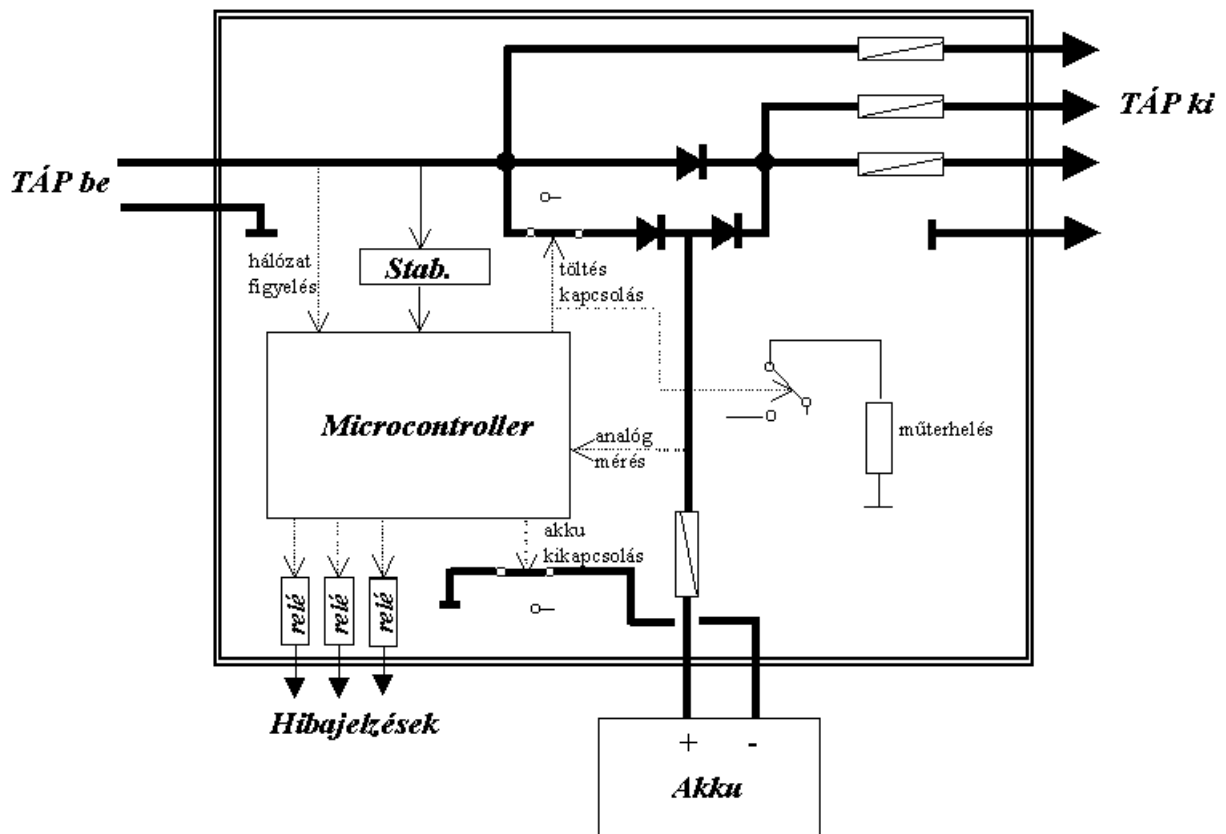 TÁP ki
TÁP be
hálózat
figyelés
Stab.
töltés
kapcsolás
Microcontroller
analóg
mérés
műterhelés
akku
kikapcsolás
relé
relé
relé
Hibajelzések
+ -
Akku